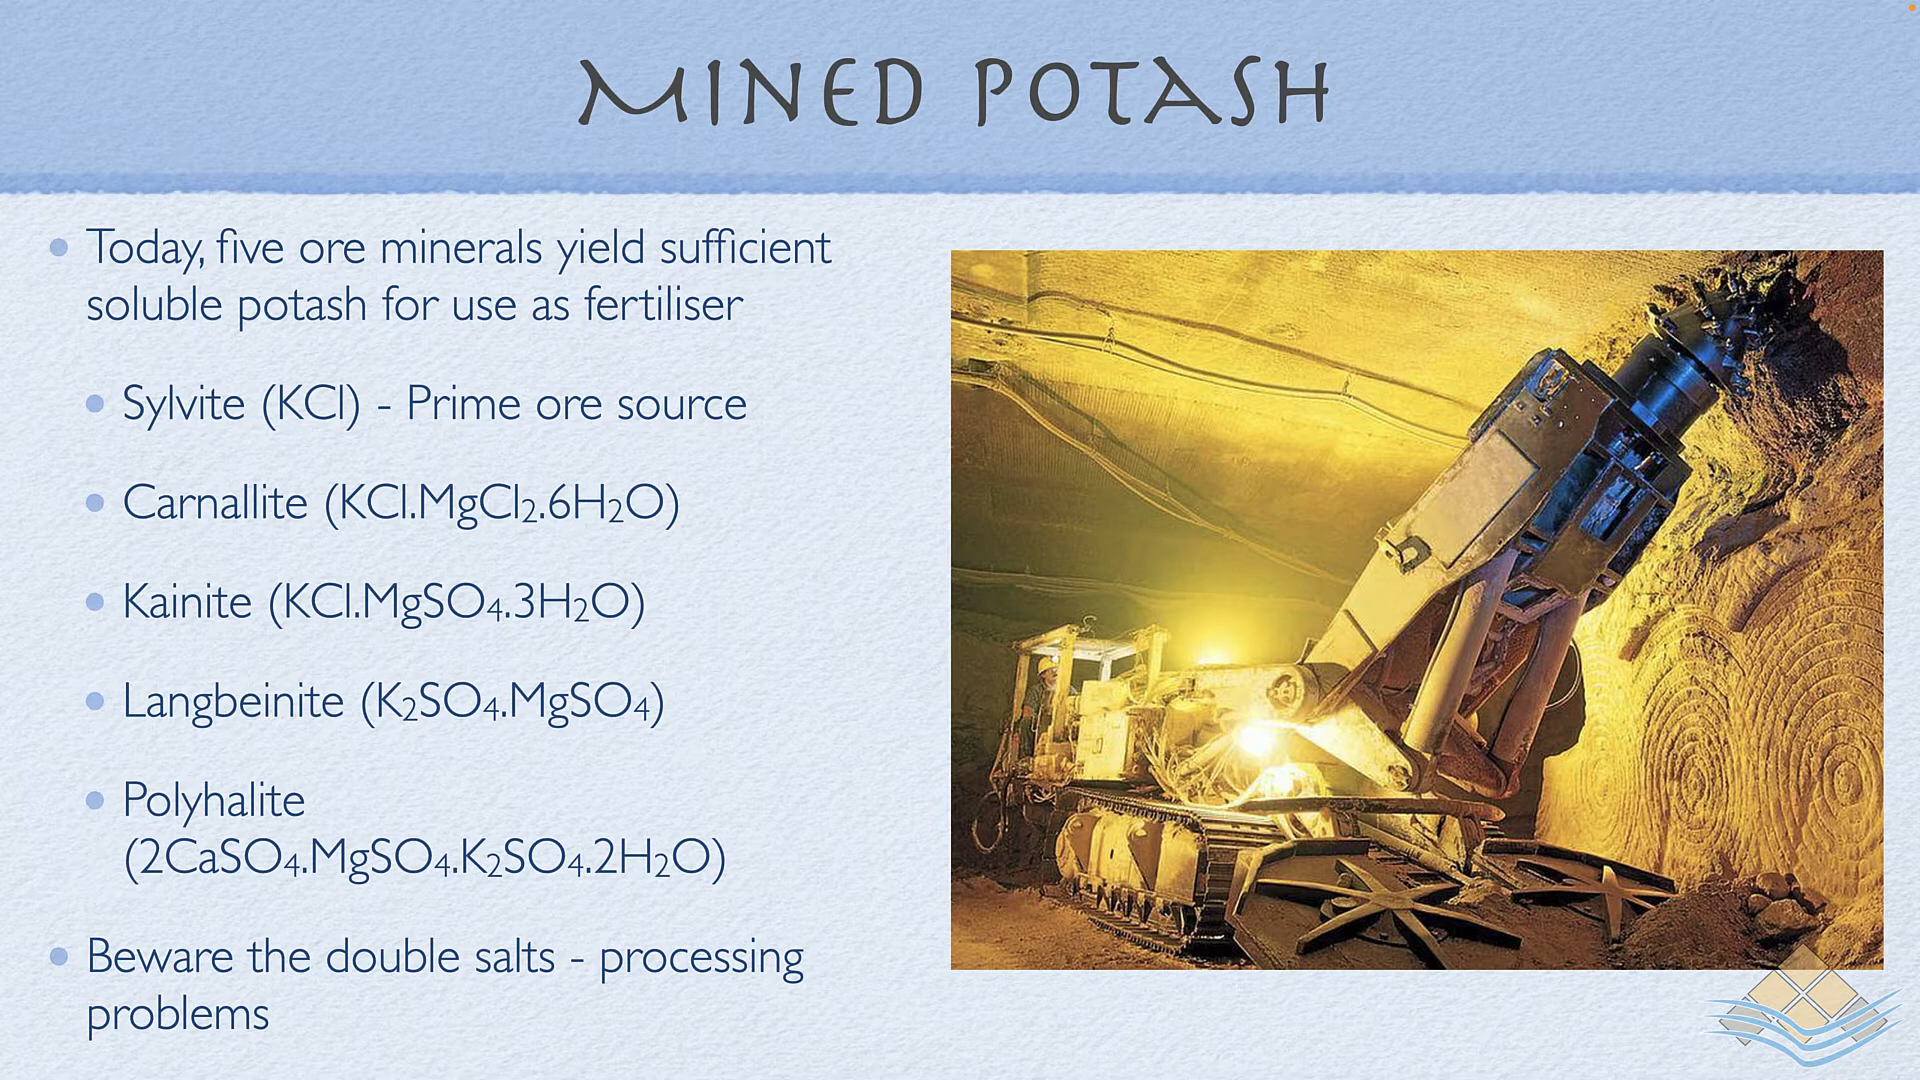 MINED POTASH
• Today, five ore minerals yield sufficient
soluble potash for use as fertiliser
• Sylvite (KCl) - Prime ore source
• Carnallite (KCl.MgCl₂.6H₂O)
• Kainite (KCl.MgSO₄.3H₂O)
• Langbeinite (K₂SO₄.MgSO₄)
• Polyhalite
(2CaSO₄.MgSO₄.K₂SO₄.2H₂O)
• Beware the double salts - processing
problems